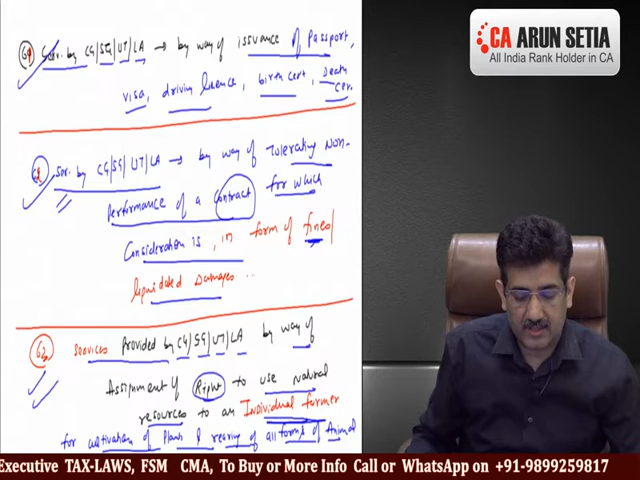 Ser. by CG/SG/UT/LA → by way of issuance of Passport,
visa, driving licence, birth cert, Death
Cer.
Ser. by CG/SG/UT/LA → by way of Tolerating Non-
Performance of a Contract for which
Consideration is, in form of fines/
liquidated Damages ..
Services Provided by CG/SG/UT/LA by way of
Assignment of Right to use natural
resources to an Individual farmer
for cultivation of Plants & rearing of all forms of Animal
CA ARUN SETIA
All India Rank Holder in CA
Executive TAX-LAWS, FSM CMA, To Buy or More Info Call or WhatsApp on +91-9899259817